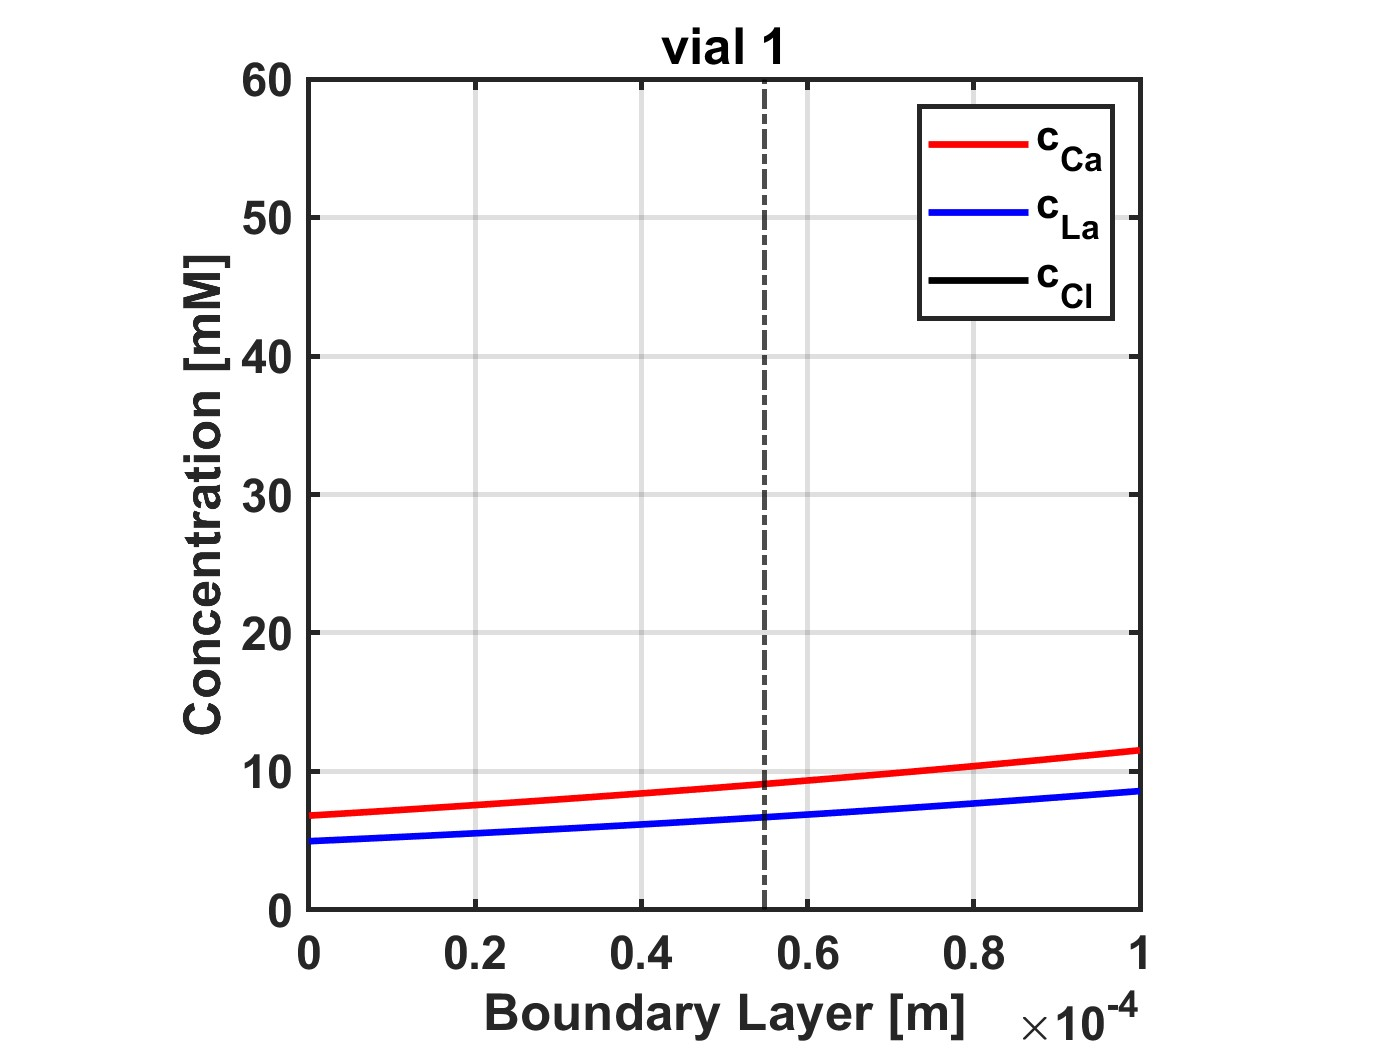 vial 1
60
50
40
30
20
10
0
Concentration [mM]
c_Ca
c_La
c_Cl
0 0.2 0.4 0.6 0.8 1
Boundary Layer [m] ×10^-4